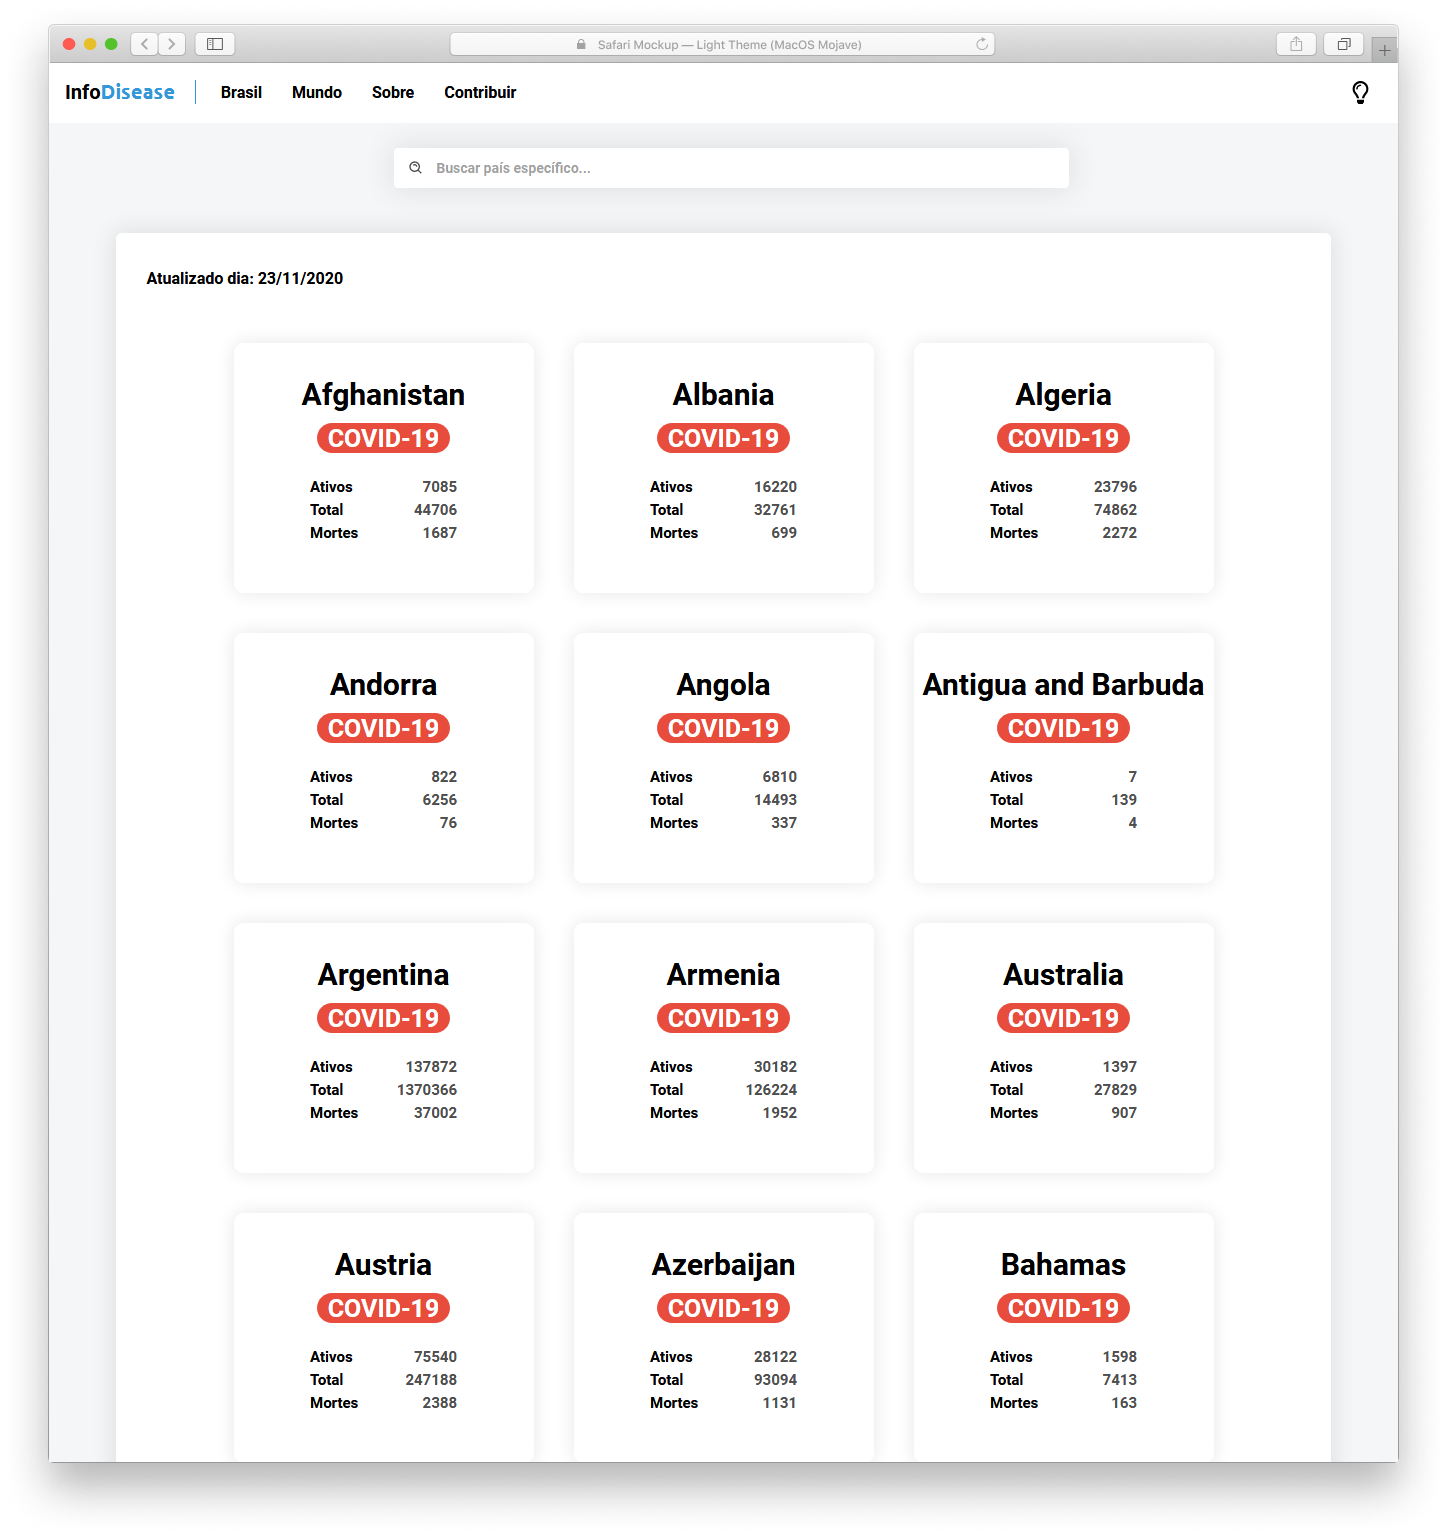 Safari Mockup — Light Theme (MacOS Mojave)
InfoDisease Brasil Mundo Sobre Contribuir
Buscar país específico...
Atualizado dia: 23/11/2020
Afghanistan
COVID-19
Ativos 7085
Total 44706
Mortes 1687
Albania
COVID-19
Ativos 16220
Total 32761
Mortes 699
Algeria
COVID-19
Ativos 23796
Total 74862
Mortes 2272
Andorra
COVID-19
Ativos 822
Total 6256
Mortes 76
Angola
COVID-19
Ativos 6810
Total 14493
Mortes 337
Antigua and Barbuda
COVID-19
Ativos 7
Total 139
Mortes 4
Argentina
COVID-19
Ativos 137872
Total 1370366
Mortes 37002
Armenia
COVID-19
Ativos 30182
Total 126224
Mortes 1952
Australia
COVID-19
Ativos 1397
Total 27829
Mortes 907
Austria
COVID-19
Ativos 75540
Total 247188
Mortes 2388
Azerbaijan
COVID-19
Ativos 28122
Total 93094
Mortes 1131
Bahamas
COVID-19
Ativos 1598
Total 7413
Mortes 163